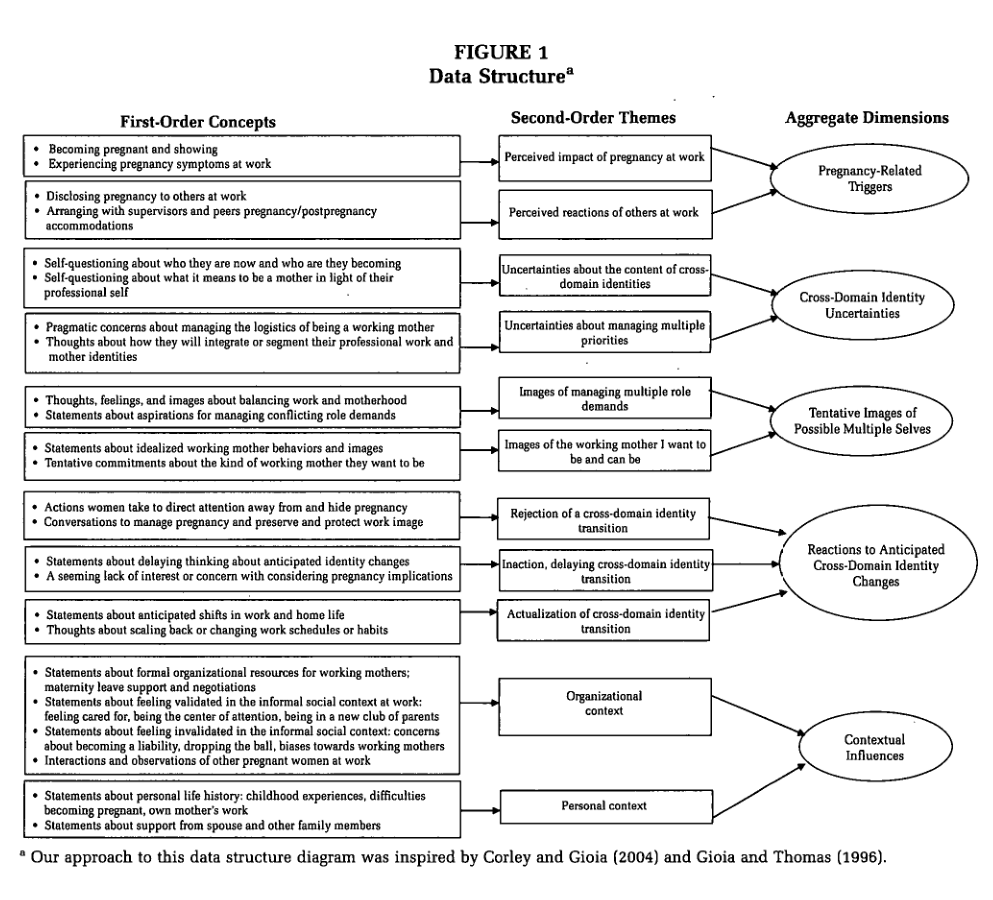 FIGURE 1
Data Structureᵃ
First-Order Concepts
Second-Order Themes
Aggregate Dimensions
• Becoming pregnant and showing
• Experiencing pregnancy symptoms at work
Perceived impact of pregnancy at work
Pregnancy-Related
Triggers
• Disclosing pregnancy to others at work
• Arranging with supervisors and peers pregnancy/postpregnancy
accommodations
Perceived reactions of others at work
• Self-questioning about who they are now and who are they becoming
• Self-questioning about what it means to be a mother in light of their
professional self
Uncertainties about the content of cross-
domain identities
Cross-Domain Identity
Uncertainties
• Pragmatic concerns about managing the logistics of being a working mother
• Thoughts about how they will integrate or segment their professional work and
mother identities
Uncertainties about managing multiple
priorities
• Thoughts, feelings, and images about balancing work and motherhood
• Statements about aspirations for managing conflicting role demands
Images of managing multiple role
demands
Tentative Images of
Possible Multiple Selves
• Statements about idealized working mother behaviors and images
• Tentative commitments about the kind of working mother they want to be
Images of the working mother I want to
be and can be
• Actions women take to direct attention away from and hide pregnancy
• Conversations to manage pregnancy and preserve and protect work image
Rejection of a cross-domain identity
transition
Reactions to Anticipated
Cross-Domain Identity
Changes
• Statements about delaying thinking about anticipated identity changes
• A seeming lack of interest or concern with considering pregnancy implications
Inaction, delaying cross-domain identity
transition
• Statements about anticipated shifts in work and home life
• Thoughts about scaling back or changing work schedules or habits
Actualization of cross-domain identity
transition
• Statements about formal organizational resources for working mothers;
maternity leave support and negotiations
• Statements about feeling validated in the informal social context at work:
feeling cared for, being the center of attention, being in a new club of parents
• Statements about feeling invalidated in the informal social context: concerns
about becoming a liability, dropping the ball, biases towards working mothers
• Interactions and observations of other pregnant women at work
Organizational
context
Contextual
Influences
• Statements about personal life history: childhood experiences, difficulties
becoming pregnant, own mother's work
• Statements about support from spouse and other family members
Personal context
ᵃ Our approach to this data structure diagram was inspired by Corley and Gioia (2004) and Gioia and Thomas (1996).